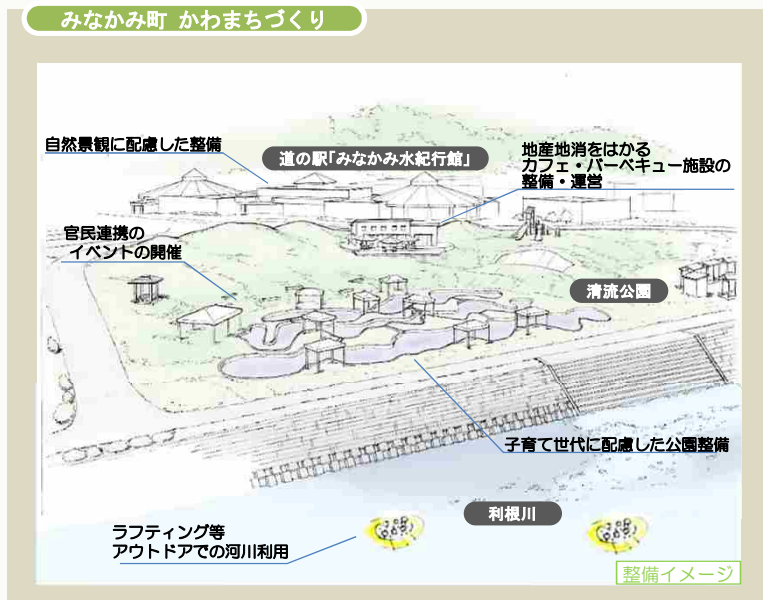 みなかみ町 かわまちづくり
自然景観に配慮した整備
道の駅「みなかみ水紀行館」
地産地消をはかる
カフェ・バーベキュー施設の
整備・運営
官民連携の
イベントの開催
清流公園
子育て世代に配慮した公園整備
利根川
ラフティング等
アウトドアでの河川利用
整備イメージ